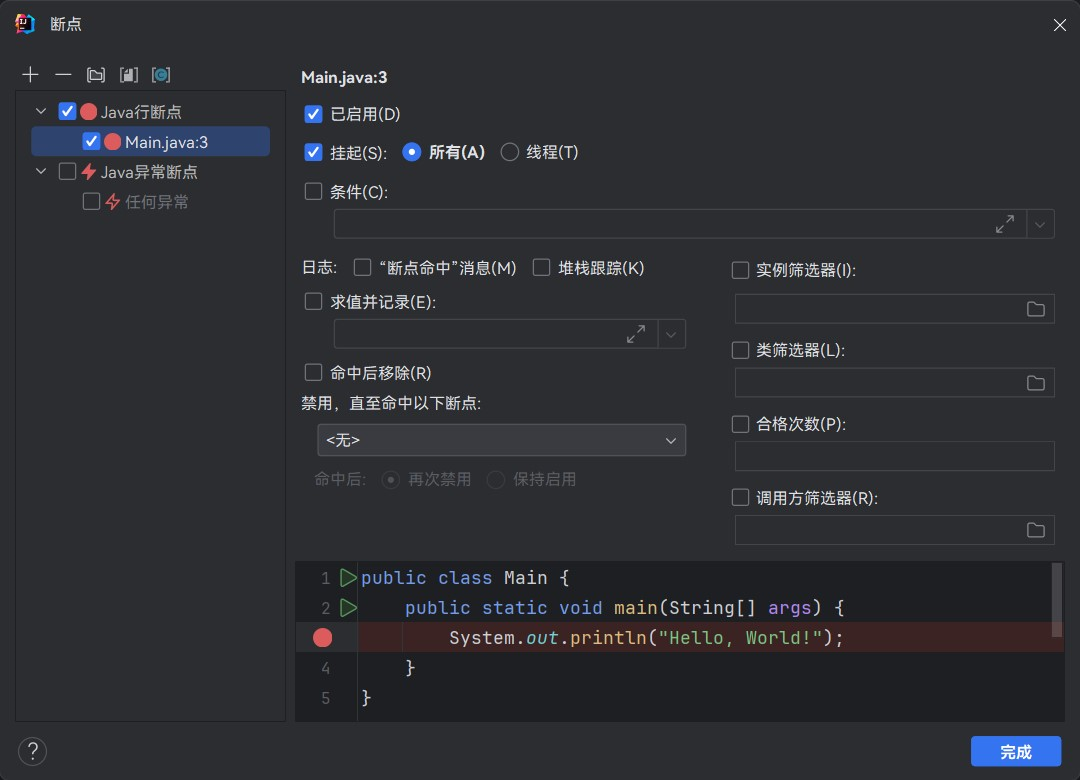 断点
Main.java:3
Java行断点
Main.java:3
Java异常断点
任何异常
已启用(D)
挂起(S): 所有(A) 线程(T)
条件(C):
日志: “断点命中”消息(M) 堆栈跟踪(K)
求值并记录(E):
命中后移除(R)
禁用，直至命中以下断点:
<无>
命中后: 再次禁用 保持启用
实例筛选器(I):
类筛选器(L):
合格次数(P):
调用方筛选器(R):
1 public class Main {
2 public static void main(String[] args) {
System.out.println("Hello, World!");
4 }
5 }
?
完成